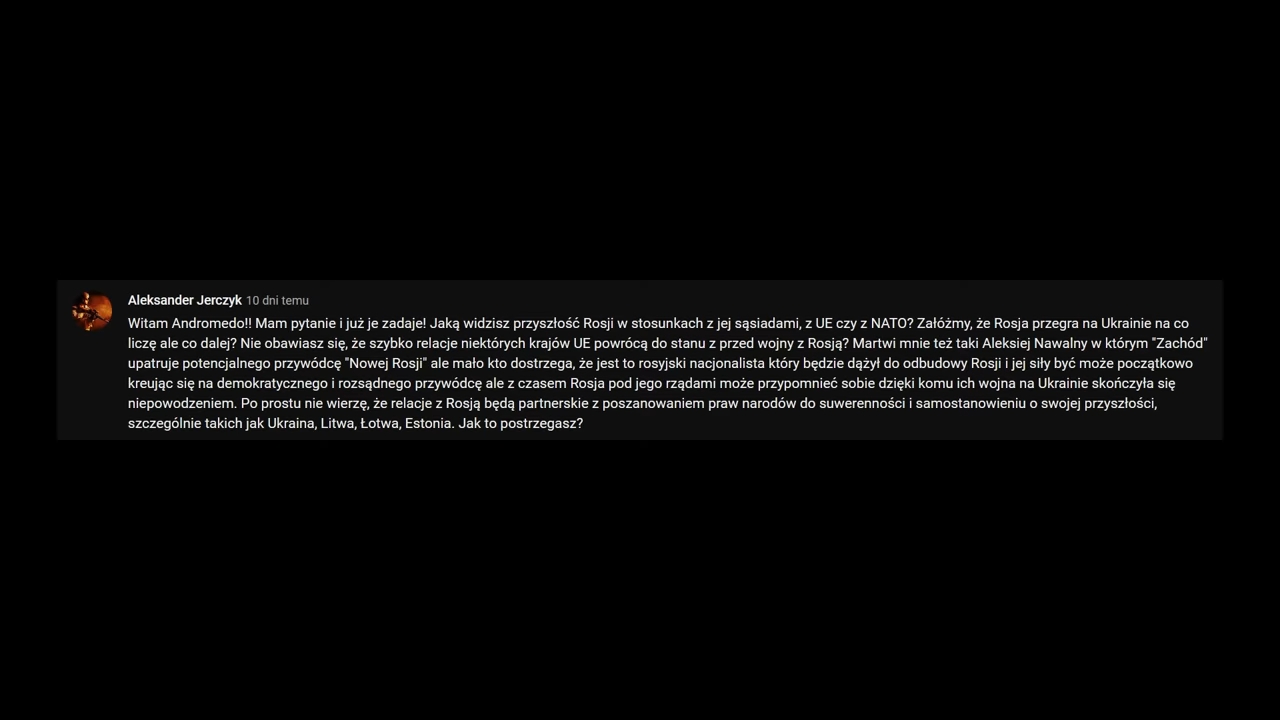 Aleksander Jerczyk 10 dni temu
Witam Andromedo!! Mam pytanie i już je zadaje! Jaką widzisz przyszłość Rosji w stosunkach z jej sąsiadami, z UE czy z NATO? Załóżmy, że Rosja przegra na Ukrainie na co
liczę ale co dalej? Nie obawiasz się, że szybko relacje niektórych krajów UE powrócą do stanu z przed wojny z Rosją? Martwi mnie też taki Aleksiej Nawalny w którym "Zachód"
upatruje potencjalnego przywódcę "Nowej Rosji" ale mało kto dostrzega, że jest to rosyjski nacjonalista który będzie dążył do odbudowy Rosji i jej siły być może początkowo
kreując się na demokratycznego i rozsądnego przywódcę ale z czasem Rosja pod jego rządami może przypomnieć sobie dzięki komu ich wojna na Ukrainie skończyła się
niepowodzeniem. Po prostu nie wierzę, że relacje z Rosją będą partnerskie z poszanowaniem praw narodów do suwerenności i samostanowieniu o swojej przyszłości,
szczególnie takich jak Ukraina, Litwa, Łotwa, Estonia. Jak to postrzegasz?